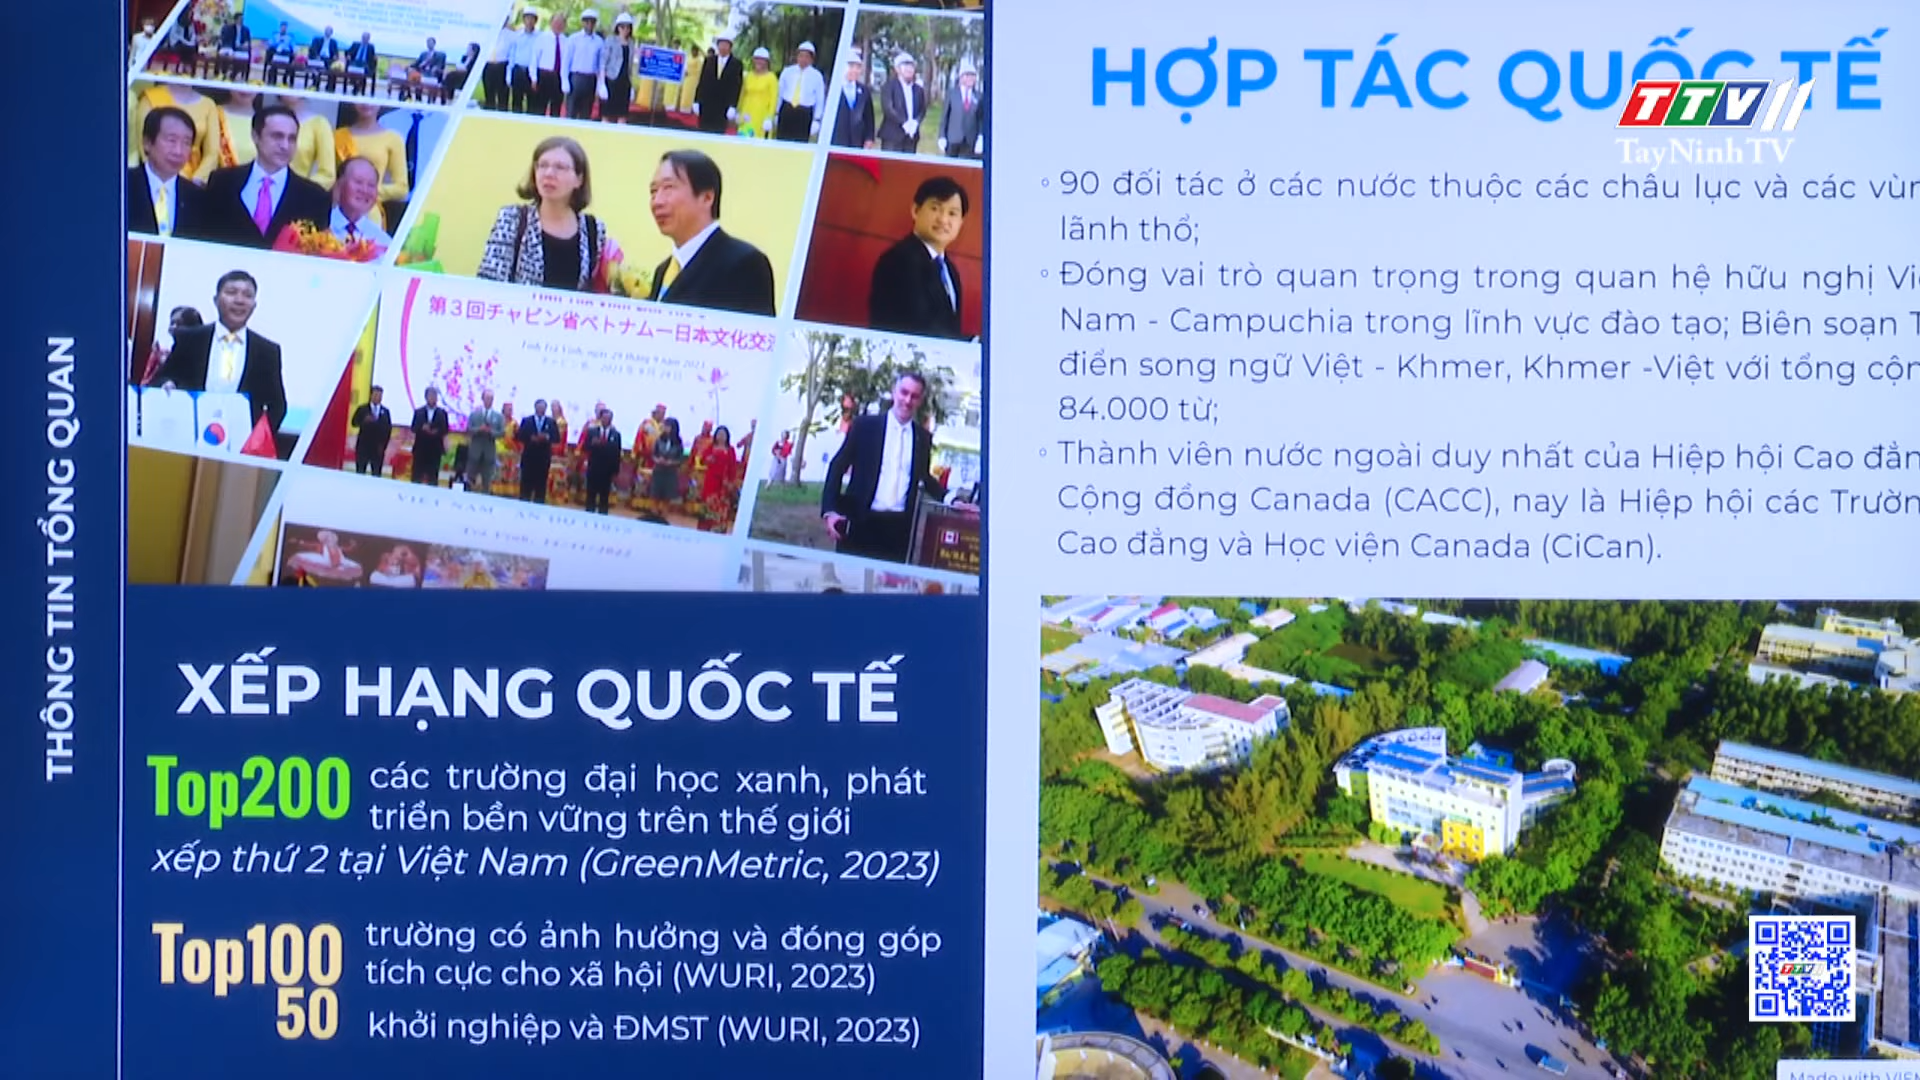 THÔNG TIN TỔNG QUAN
第3回チャビン省ベトナムー日本文化交
XẾP HẠNG QUỐC TẾ
Top200 các trường đại học xanh, phát
triển bền vững trên thế giới
xếp thứ 2 tại Việt Nam (GreenMetric, 2023)
Top100 trường có ảnh hưởng và đóng góp
tích cực cho xã hội (WURI, 2023)
50 khởi nghiệp và ĐMST (WURI, 2023)
HỢP TÁC QUỐC TẾ
TTV11
TayNinhTV
◦ 90 đối tác ở các nước thuộc các châu lục và các
lãnh thổ;
◦ Đóng vai trò quan trọng trong quan hệ hữu nghị
Nam - Campuchia trong lĩnh vực đào tạo; Biên soạn
điển song ngữ Việt - Khmer, Khmer -Việt với tổng
84.000 từ;
◦ Thành viên nước ngoài duy nhất của Hiệp hội Cao
Cộng đồng Canada (CACC), nay là Hiệp hội các
Cao đẳng và Học viện Canada (CiCan).
TTV11
Made with